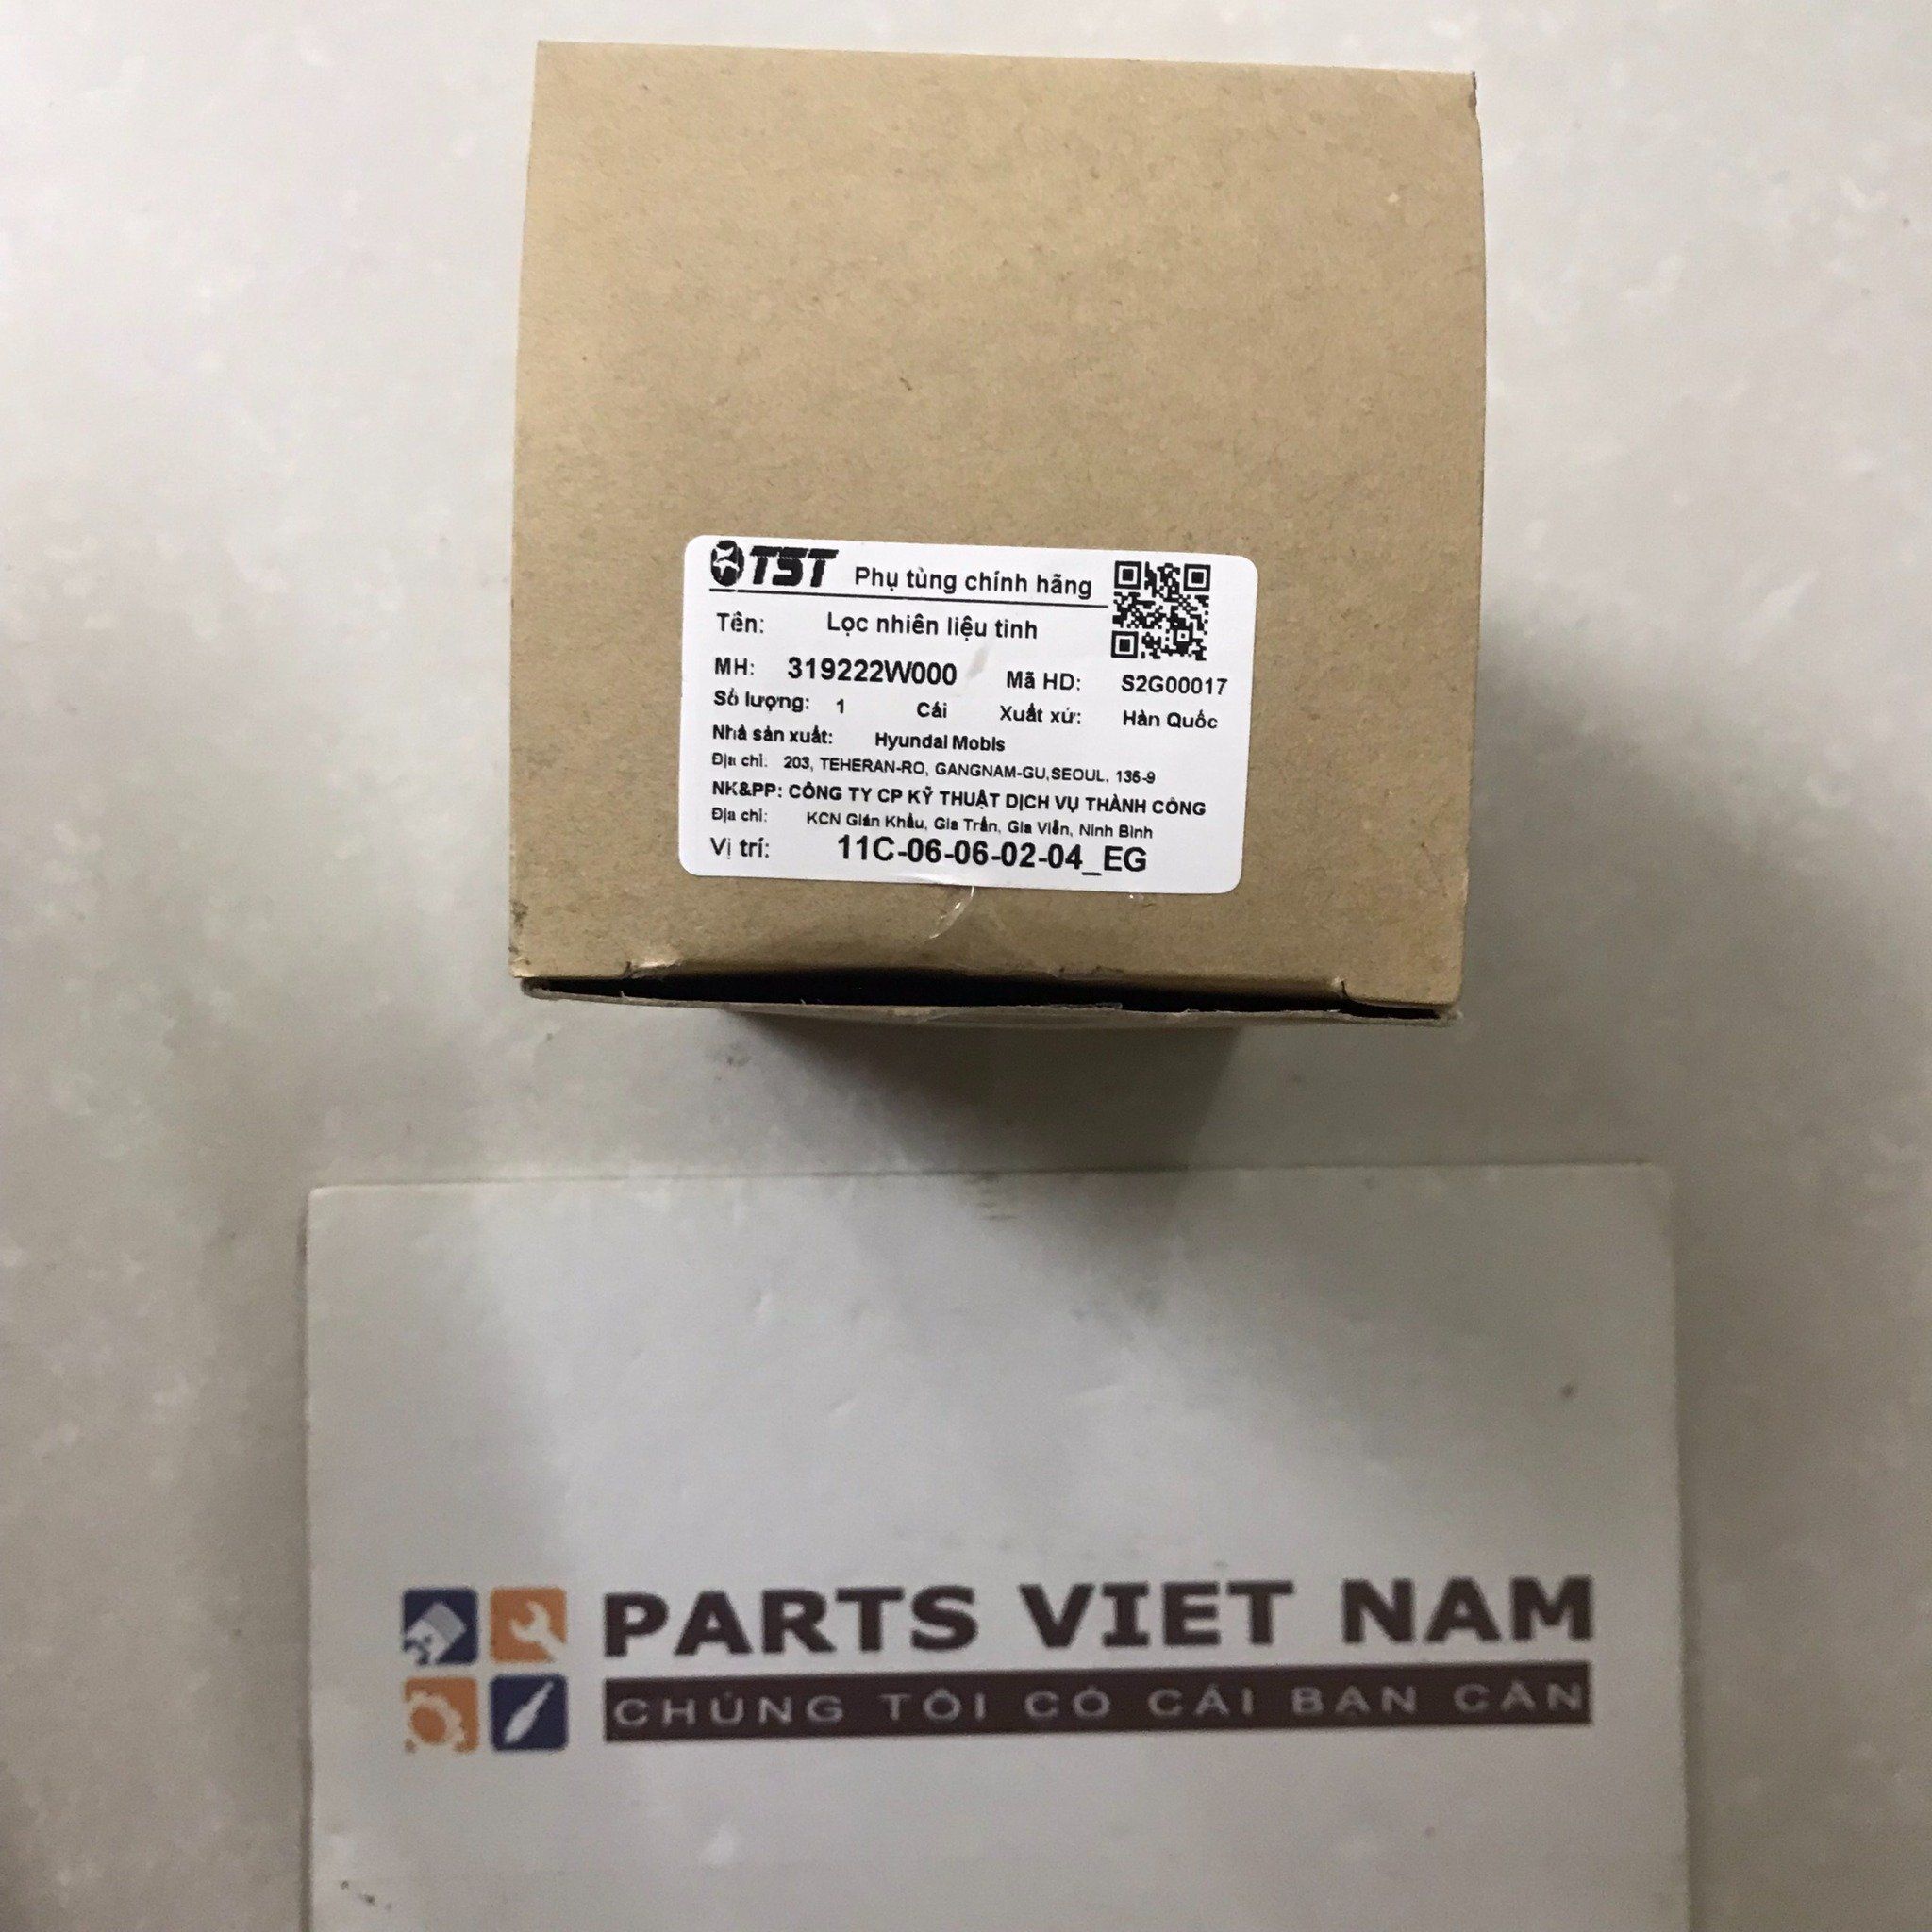 TST Phụ tùng chính hãng
Tên: Lọc nhiên liệu tinh
MH: 319222W000 Mã HD: S2G00017
Số lượng: 1 Cái Xuất xứ: Hàn Quốc
Nhà sản xuất: Hyundai Mobis
Địa chỉ: 203, TEHERAN-RO, GANGNAM-GU,SEOUL, 135-9
NK&PP: CÔNG TY CP KỸ THUẬT DỊCH VỤ THÀNH CÔNG
Địa chỉ: KCN Gián Khẩu, Gia Trấn, Gia Viễn, Ninh Bình
Vị trí: 11C-06-06-02-04_EG
PARTS VIET NAM
CHÚNG TÔI CÓ CÁI BẠN CẦN